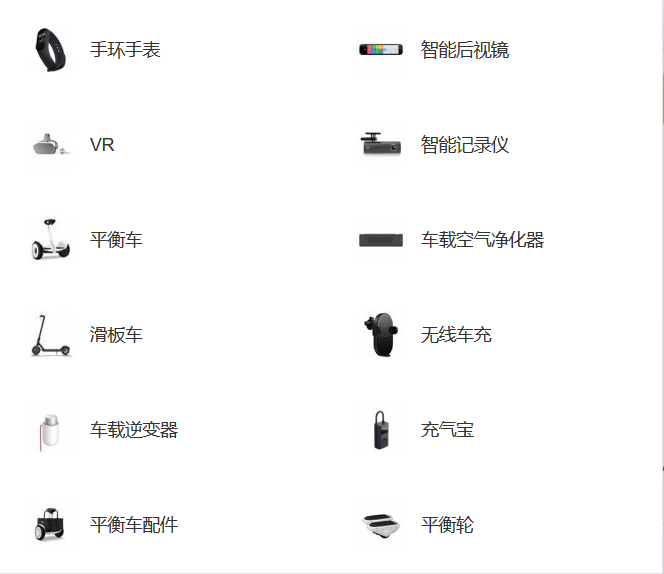 手环手表
智能后视镜
VR
智能记录仪
平衡车
车载空气净化器
滑板车
无线车充
车载逆变器
充气宝
平衡车配件
平衡轮